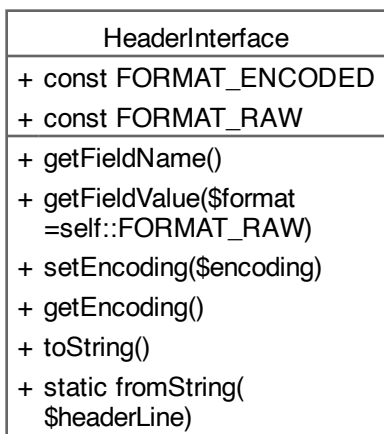 HeaderInterface
+ const FORMAT_ENCODED
+ const FORMAT_RAW
+ getFieldName()
+ getFieldValue($format
=self::FORMAT_RAW)
+ setEncoding($encoding)
+ getEncoding()
+ toString()
+ static fromString(
$headerLine)